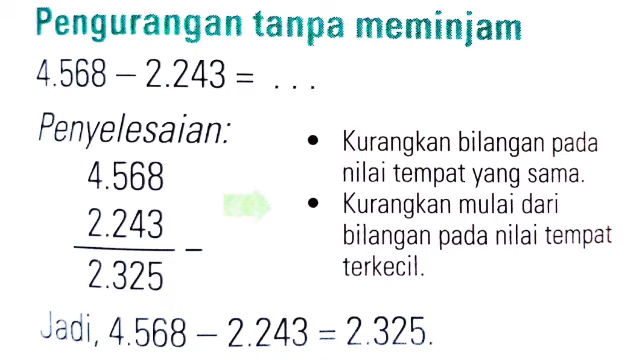 Pengurangan tanpa meminjam
4.568 – 2.243 = ...
Penyelesaian:
4.568
2.243
–
2.325
• Kurangkan bilangan pada
nilai tempat yang sama.
• Kurangkan mulai dari
bilangan pada nilai tempat
terkecil.
Jadi, 4.568 – 2.243 = 2.325.